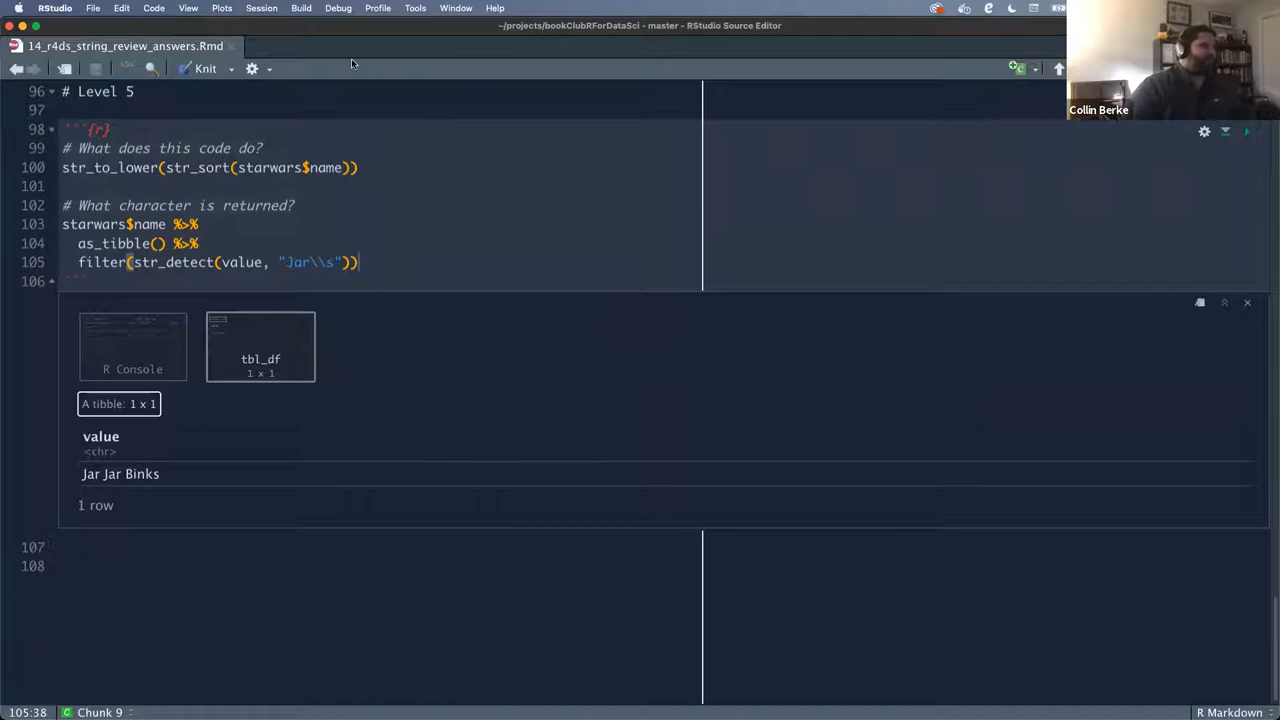 RStudio File Edit Code View Plots Session Build Debug Profile Tools Window Help
~/projects/bookClubRForDataSci - master - RStudio Source Editor
14_r4ds_string_review_answers.Rmd
Knit
Collin Berke
96 # Level 5
97
98 ```{r}
99 # What does this code do?
100 str_to_lower(str_sort(starwars$name))
101
102 # What character is returned?
103 starwars$name %>%
104 as_tibble() %>%
105 filter(str_detect(value, "Jar\\s"))
106 ```
R Console
tbl_df
1 x 1
A tibble: 1 x 1
value
<chr>
Jar Jar Binks
1 row
107
108
105:38 Chunk 9 R Markdown